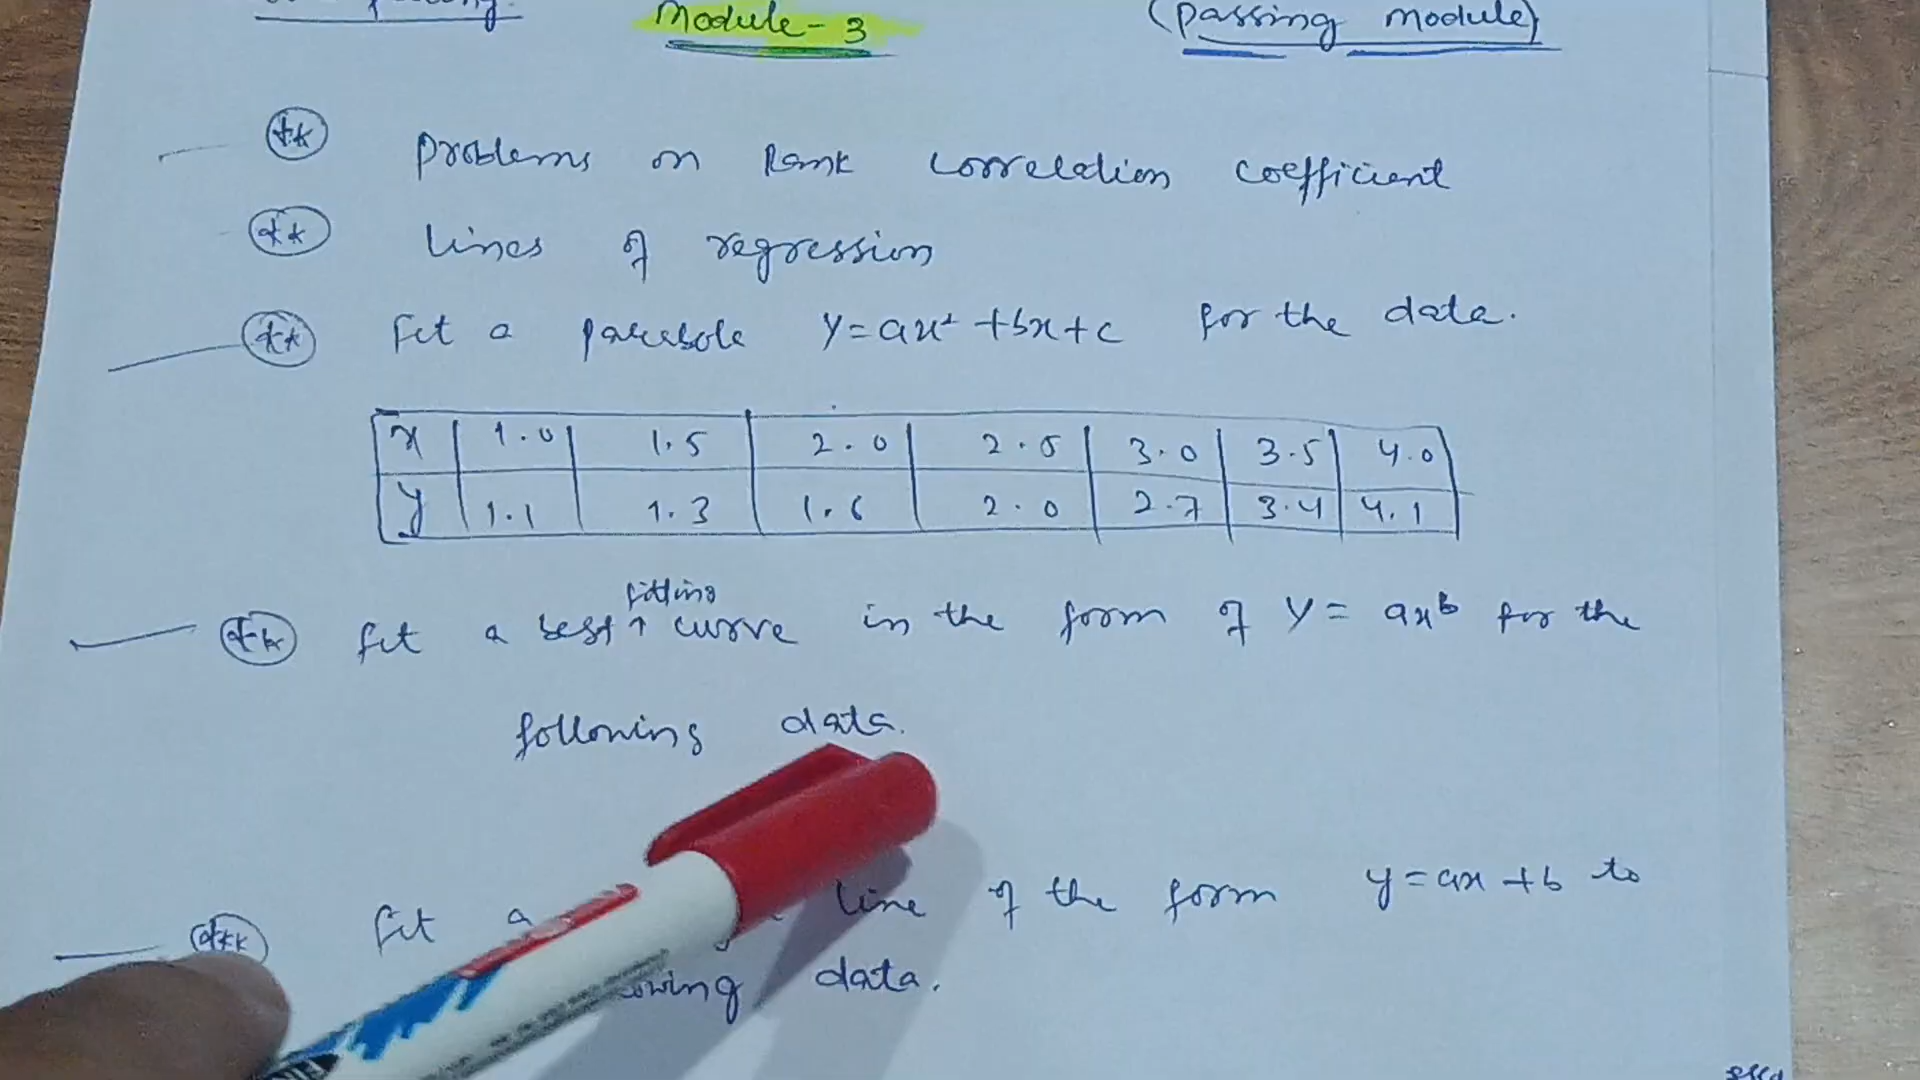 Module - 3 (Passing module)
** Problems on Rank correlation coefficient
** lines of regression
** Fit a parabola y = ax² + bx + c for the data.
x 1.0 1.5 2.0 2.5 3.0 3.5 4.0
y 1.1 1.3 1.6 2.0 2.7 3.4 4.1
fitting
** fit a best ↑ curve in the form of y = axᵇ for the
following data.
*** fit a line of the form y = ax + b to
data.